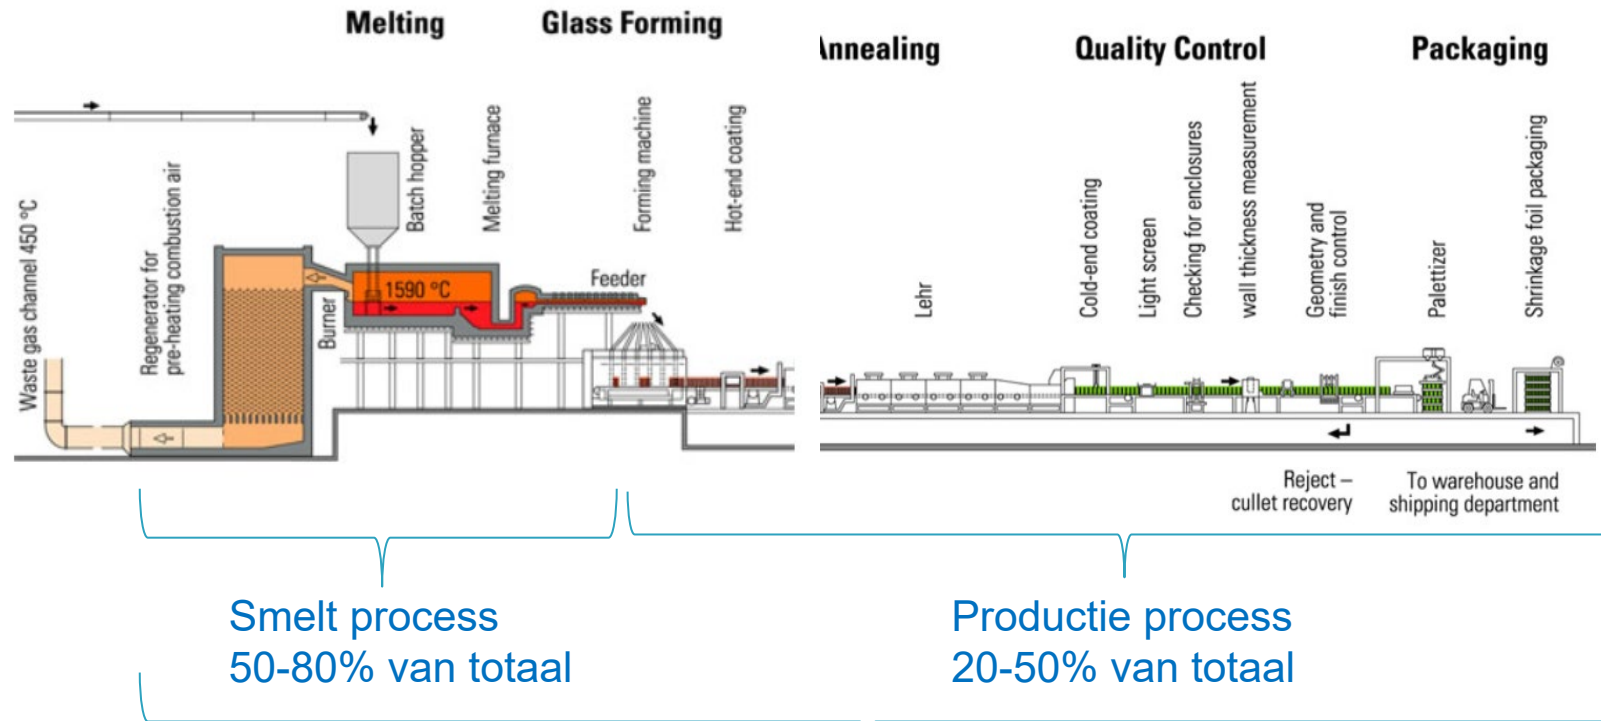 Melting
Glass Forming
Annealing
Quality Control
Packaging
Waste gas channel 450 °C
Regenerator for
pre-heating combustion air
Burner
Batch hopper
Melting furnace
1590 °C
Feeder
Forming machine
Hot-end coating
Lehr
Cold-end coating
Light screen
Checking for enclosures
wall thickness measurement
Geometry and
finish control
Palettizer
Shrinkage foil packaging
Reject –
cullet recovery
To warehouse and
shipping department
Smelt process
50-80% van totaal
Productie process
20-50% van totaal